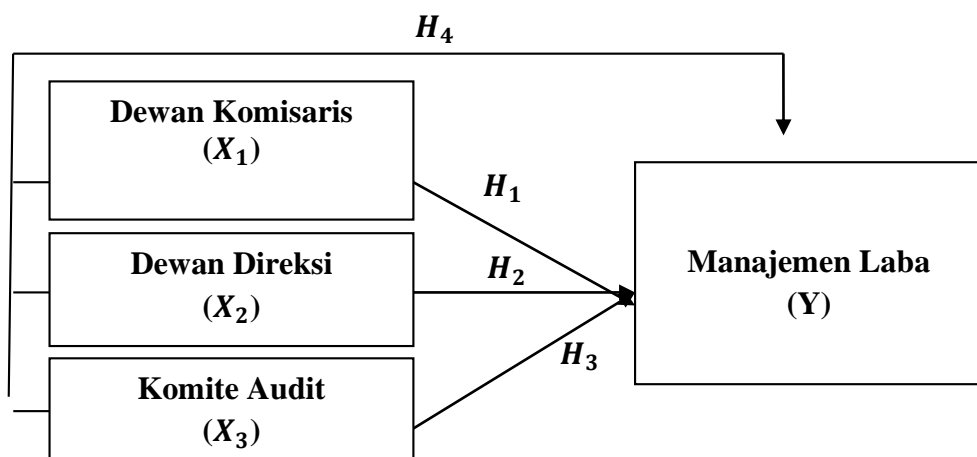 H₄
Dewan Komisaris
(X₁)
H₁
Dewan Direksi
(X₂)
H₂
Manajemen Laba
(Y)
H₃
Komite Audit
(X₃)